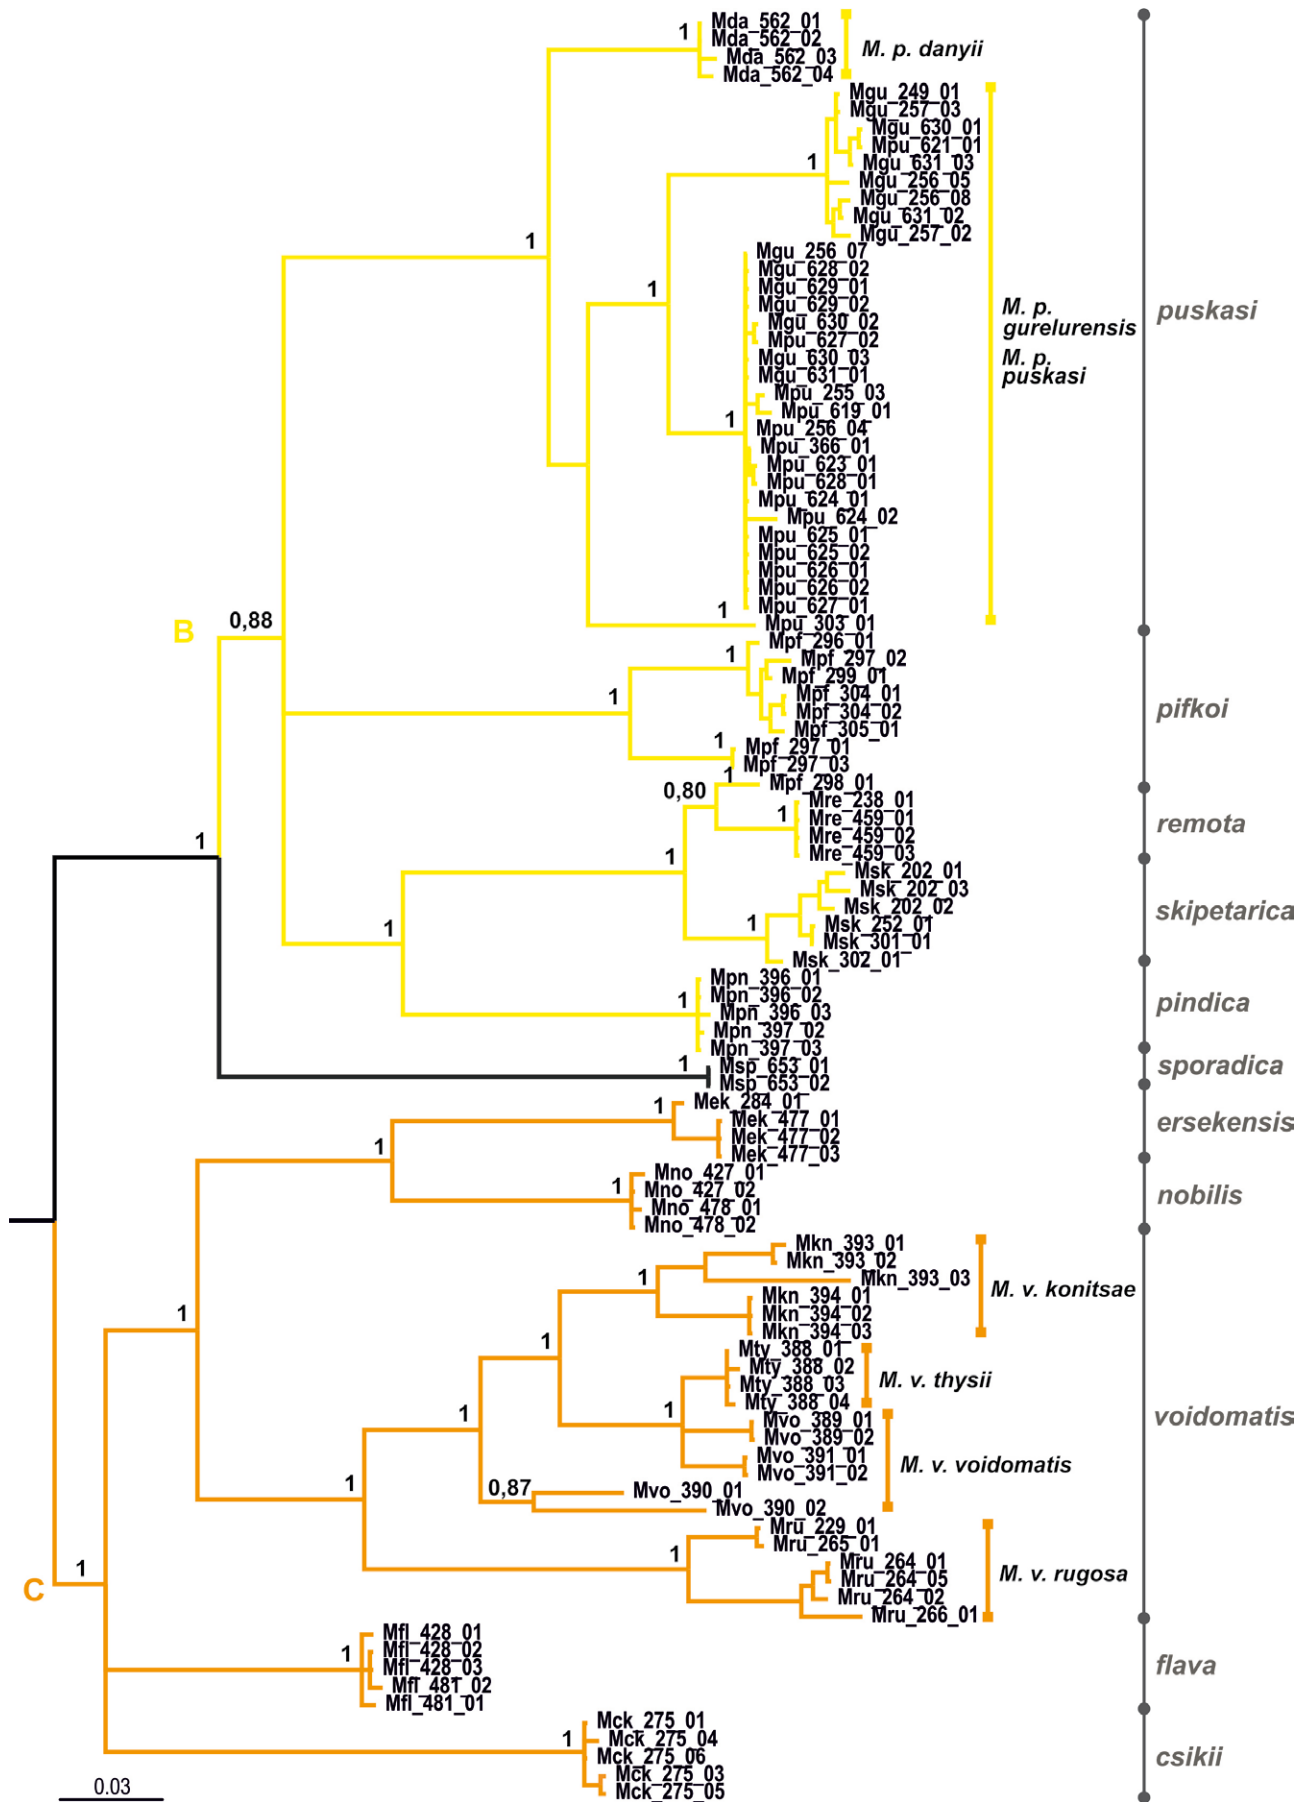 1
Mda_562_01
Mda_562_02
Mda_562_03
Mda_562_04
M. p. danyii
Mgu_249_01
Mgu_257_03
Mgu_630_01
Mpu_621_01
1
Mgu_631_03
Mgu_256_05
Mgu_256_08
Mgu_631_02
Mgu_257_02
1
Mgu_256_07
Mgu_628_02
1
Mgu_629_01
Mgu_629_02
Mgu_630_02
Mpu_627_02
Mgu_630_03
Mgu_631_01
M. p.
gurelurensis
M. p.
puskasi
puskasi
Mpu_255_03
Mpu_619_01
1
Mpu_256_04
Mpu_366_01
Mpu_623_01
Mpu_628_01
Mpu_624_01
Mpu_624_02
Mpu_625_01
Mpu_625_02
Mpu_626_01
Mpu_626_02
Mpu_627_01
1
Mpu_303_01
B
0,88
Mpf_296_01
1
Mpf_297_02
Mpf_299_01
1
Mpf_304_01
Mpf_304_02
Mpf_305_01
pifkoi
1
Mpf_297_01
Mpf_297_03
1
Mpf_298_01
0,80
Mre_238_01
1
Mre_459_01
Mre_459_02
Mre_459_03
remota
1
1
Msk_202_01
Msk_202_03
Msk_202_02
1
Msk_252_01
Msk_301_01
Msk_302_01
skipetarica
1
Mpn_396_01
Mpn_396_02
1
Mpn_396_03
Mpn_397_02
Mpn_397_03
pindica
1
Msp_653_01
Msp_653_02
sporadica
1
Mek_284_01
Mek_477_01
Mek_477_02
Mek_477_03
ersekensis
1
Mno_427_01
1
Mno_427_02
Mno_478_01
Mno_478_02
nobilis
Mkn_393_01
Mkn_393_02
1
Mkn_393_03
Mkn_394_01
Mkn_394_02
Mkn_394_03
M. v. konitsae
1
1
Mty_388_01
Mty_388_02
Mty_388_03
Mty_388_04
M. v. thysii
1
1
Mvo_389_01
Mvo_389_02
Mvo_391_01
Mvo_391_02
M. v. voidomatis
voidomatis
1
0,87
Mvo_390_01
Mvo_390_02
Mru_229_01
Mru_265_01
1
Mru_264_01
Mru_264_05
Mru_264_02
Mru_266_01
M. v. rugosa
C
1
Mfl_428_01
1
Mfl_428_02
Mfl_428_03
Mfl_481_02
Mfl_481_01
flava
Mck_275_01
1
Mck_275_04
Mck_275_06
Mck_275_03
Mck_275_05
csikii
0.03